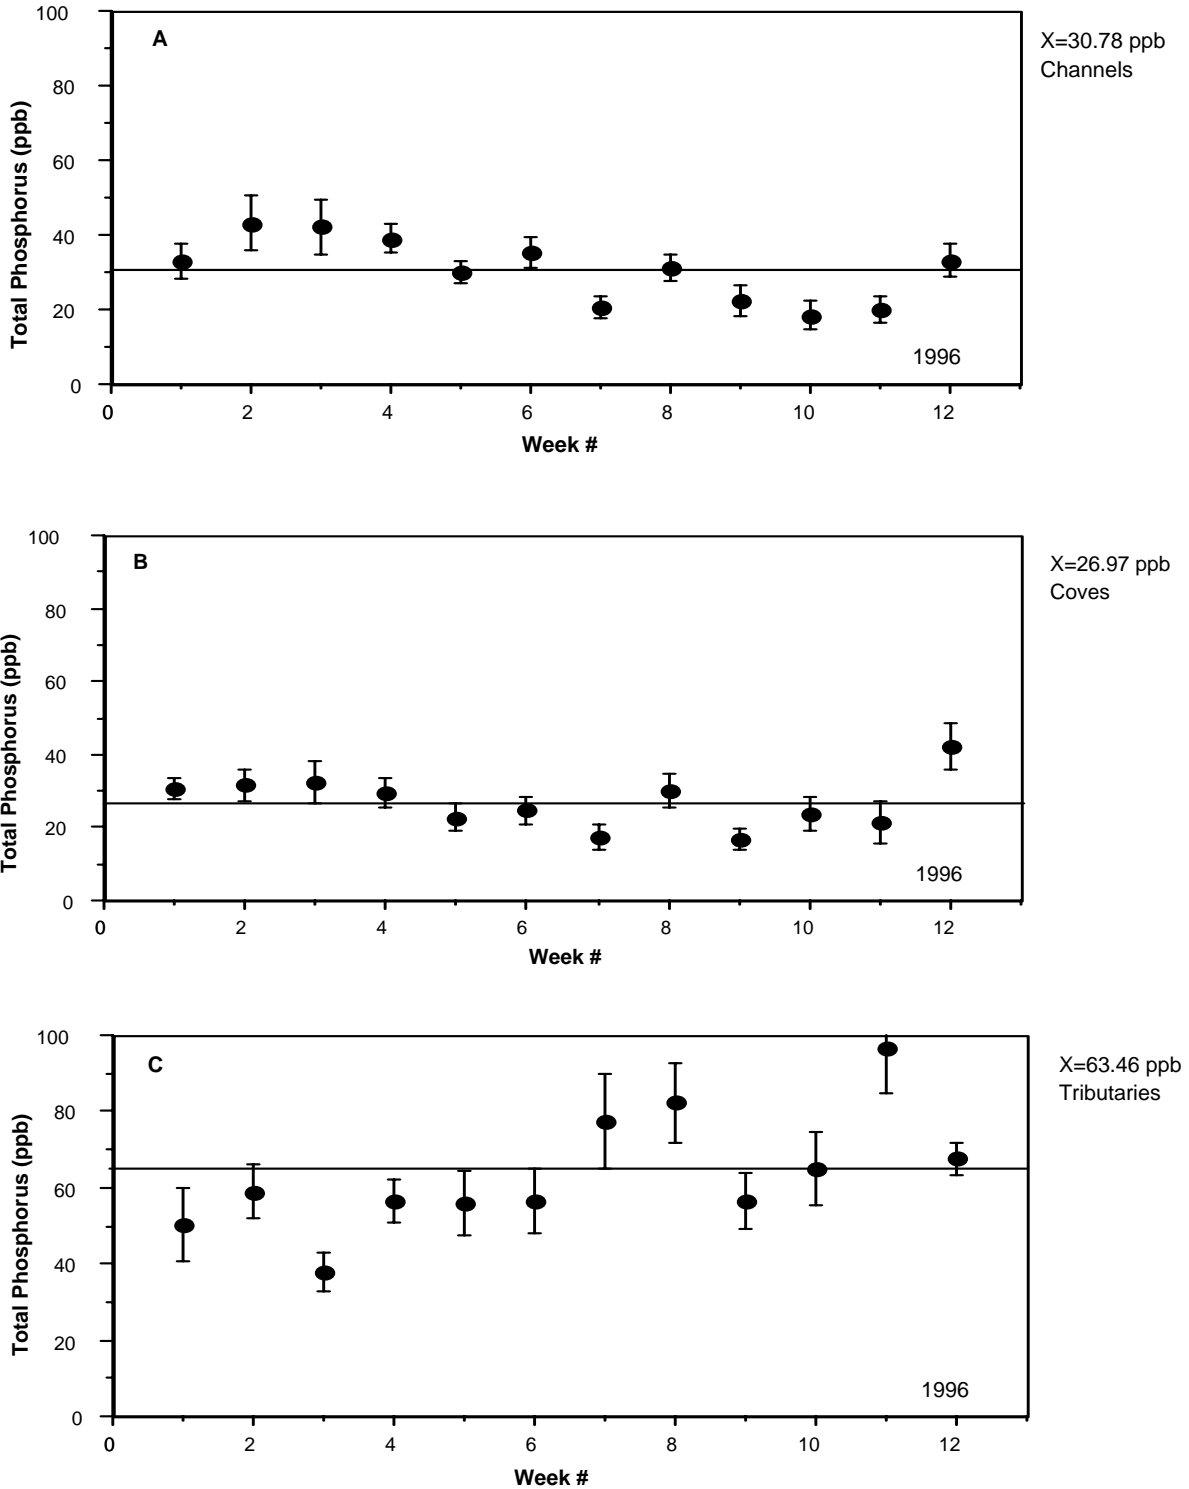 100
A
X=30.78 ppb
Channels
80
60
40
20
0
Total Phosphorus (ppb)
1996
0 2 4 6 8 10 12
Week #
100
B
X=26.97 ppb
Coves
80
60
40
20
0
Total Phosphorus (ppb)
1996
0 2 4 6 8 10 12
Week #
100
C
X=63.46 ppb
Tributaries
80
60
40
20
0
Total Phosphorus (ppb)
1996
0 2 4 6 8 10 12
Week #